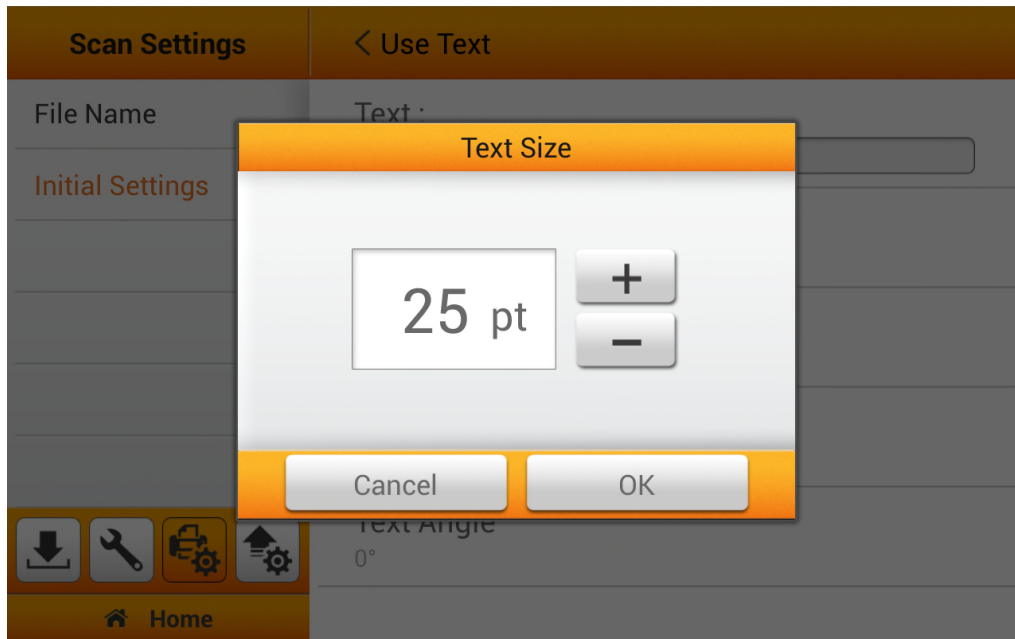 Scan Settings
< Use Text
File Name
Text :
Initial Settings
Text Size
25 pt
+
−
Cancel
OK
Text Angle
0°
Home